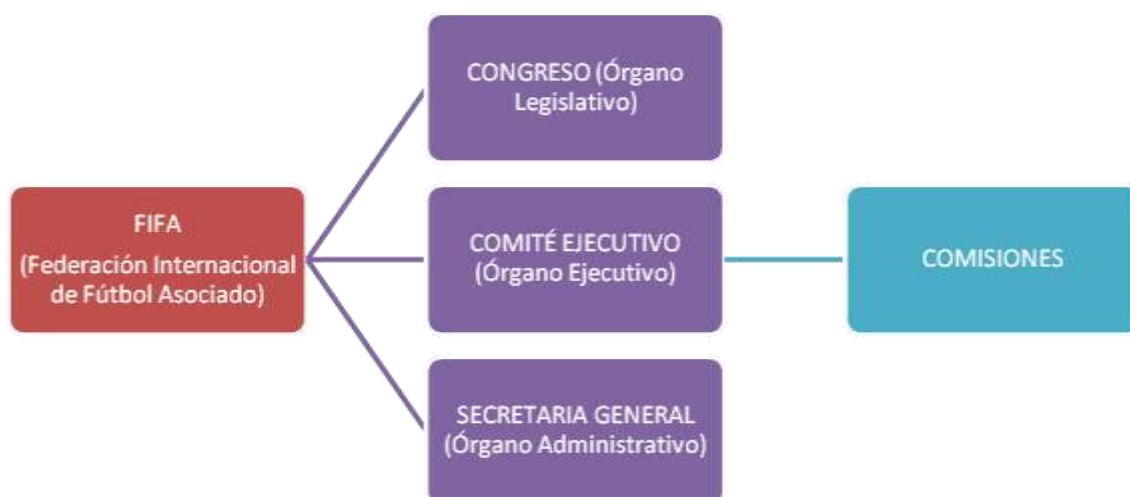 CONGRESO (Órgano
Legislativo)
FIFA
(Federación Internacional
de Fútbol Asociado)
COMITÉ EJECUTIVO
(Órgano Ejecutivo)
COMISIONES
SECRETARIA GENERAL
(Órgano Administrativo)